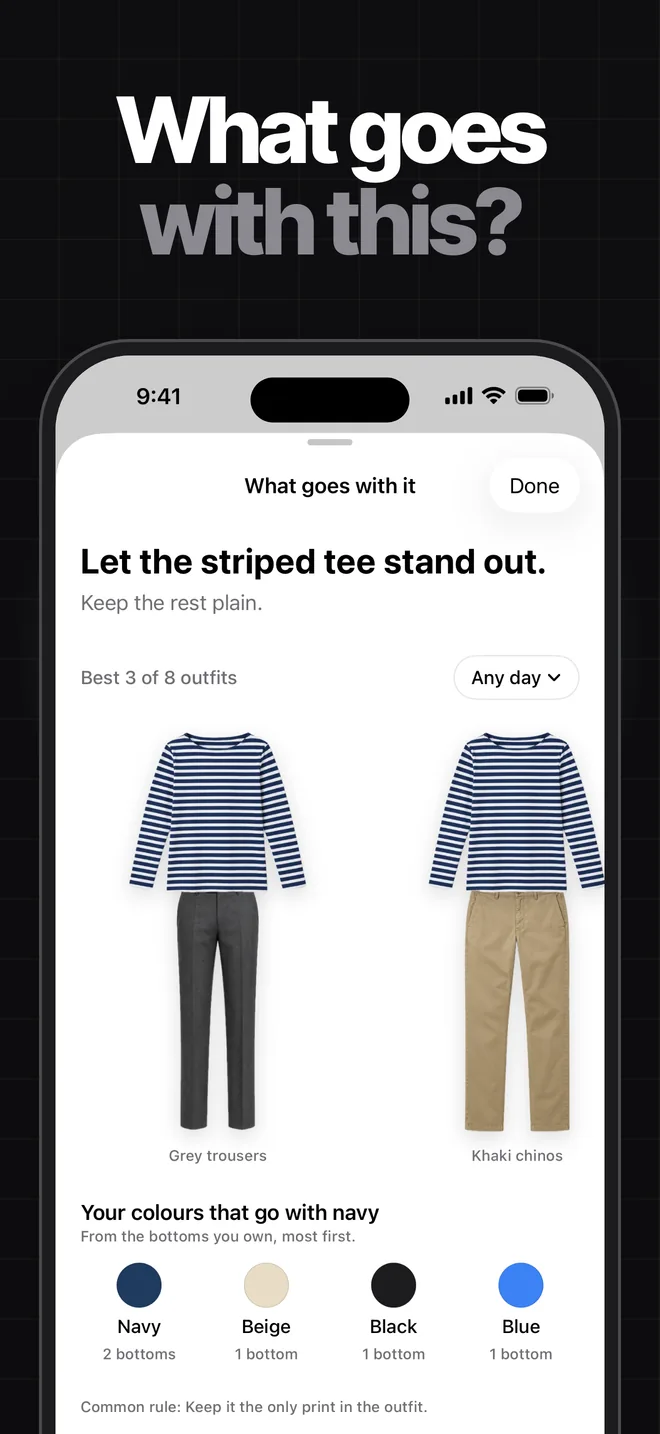 What goes
with this?
9:41
What goes with it
Done
Let the striped tee stand out.
Keep the rest plain.
Best 3 of 8 outfits
Any day
Grey trousers
Khaki chinos
Your colours that go with navy
From the bottoms you own, most first.
Navy
Beige
Black
Blue
2 bottoms
1 bottom
1 bottom
1 bottom
Common rule: Keep it the only print in the outfit.